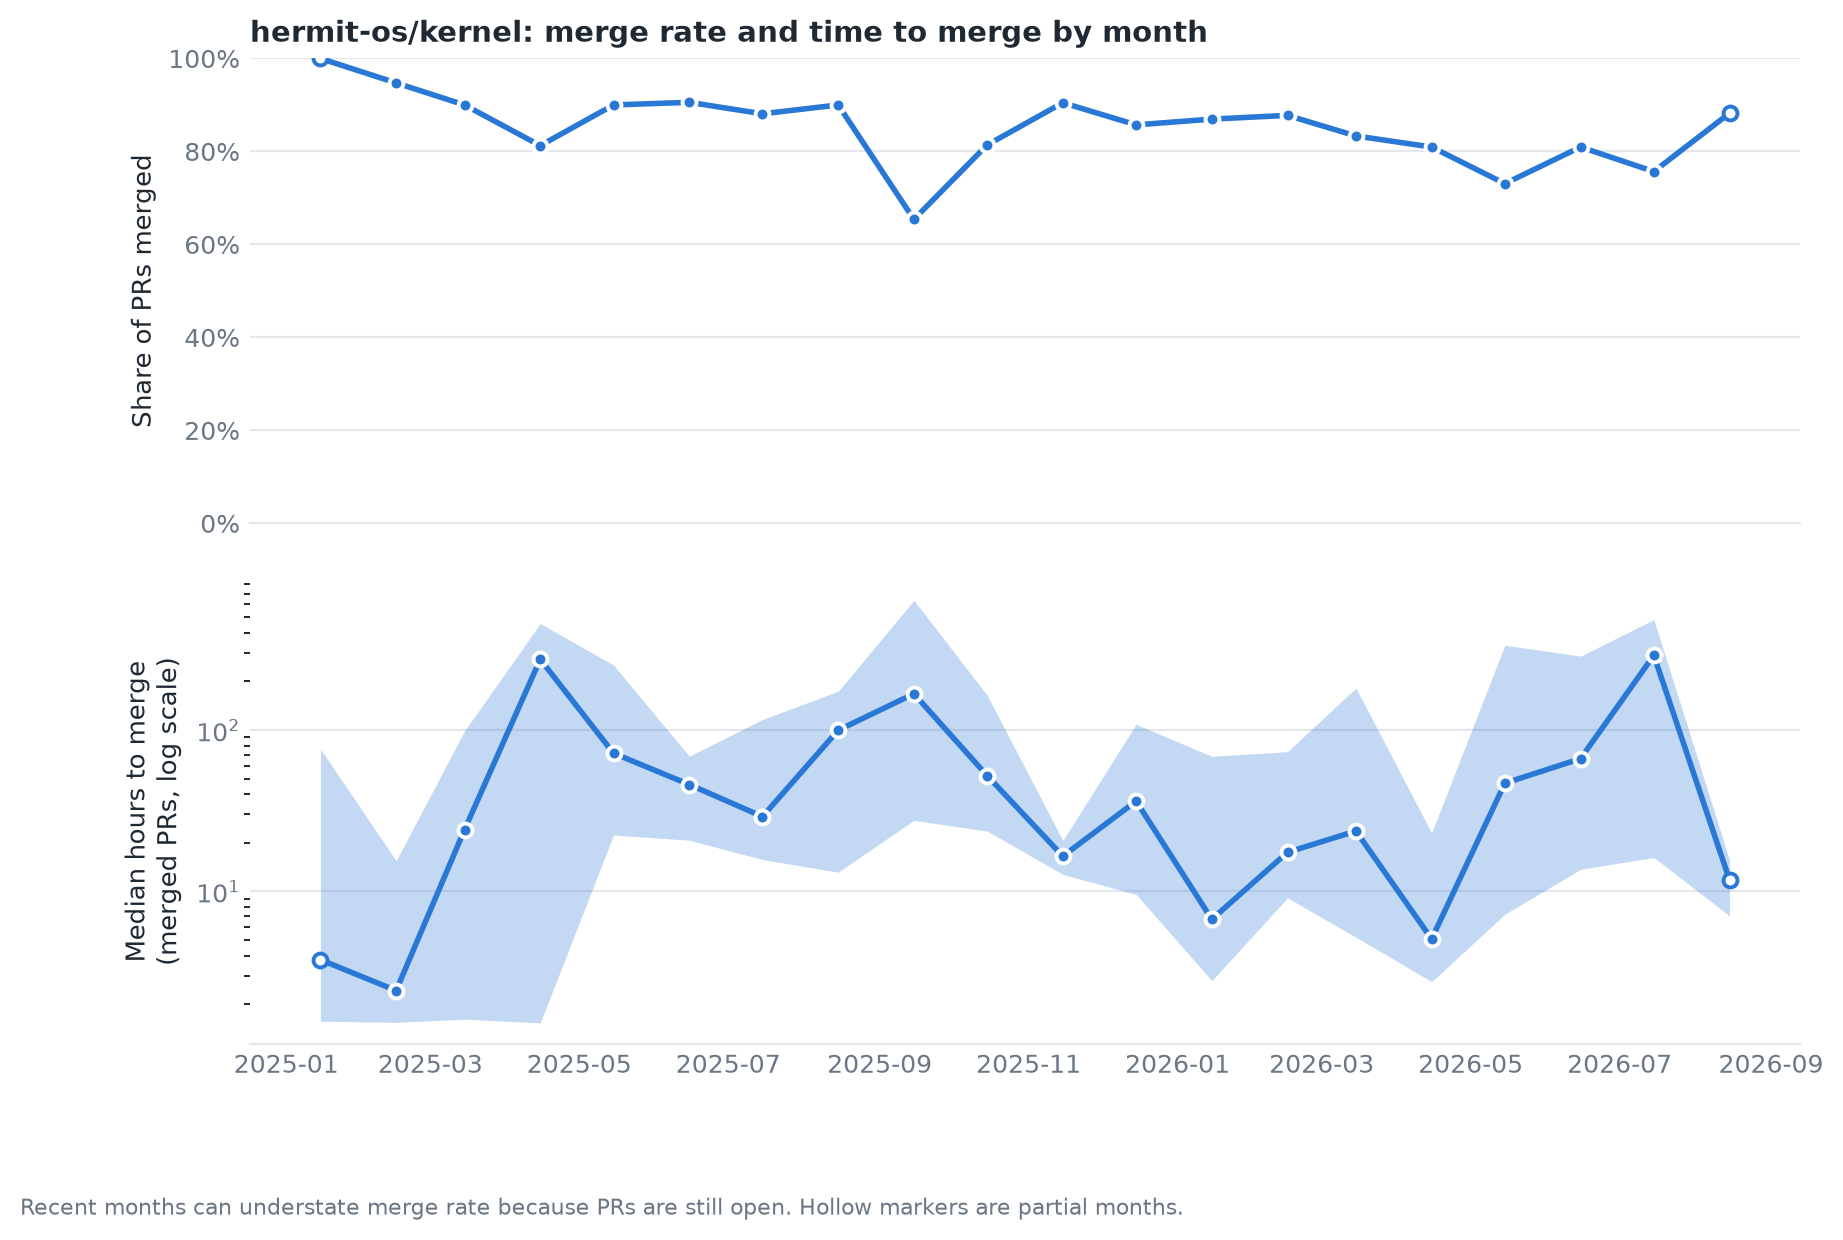 hermit-os/kernel: merge rate and time to merge by month
100%
80%
60%
40%
20%
0%
Share of PRs merged
10²
10¹
Median hours to merge
(merged PRs, log scale)
2025-01 2025-03 2025-05 2025-07 2025-09 2025-11 2026-01 2026-03 2026-05 2026-07 2026-09
Recent months can understate merge rate because PRs are still open. Hollow markers are partial months.